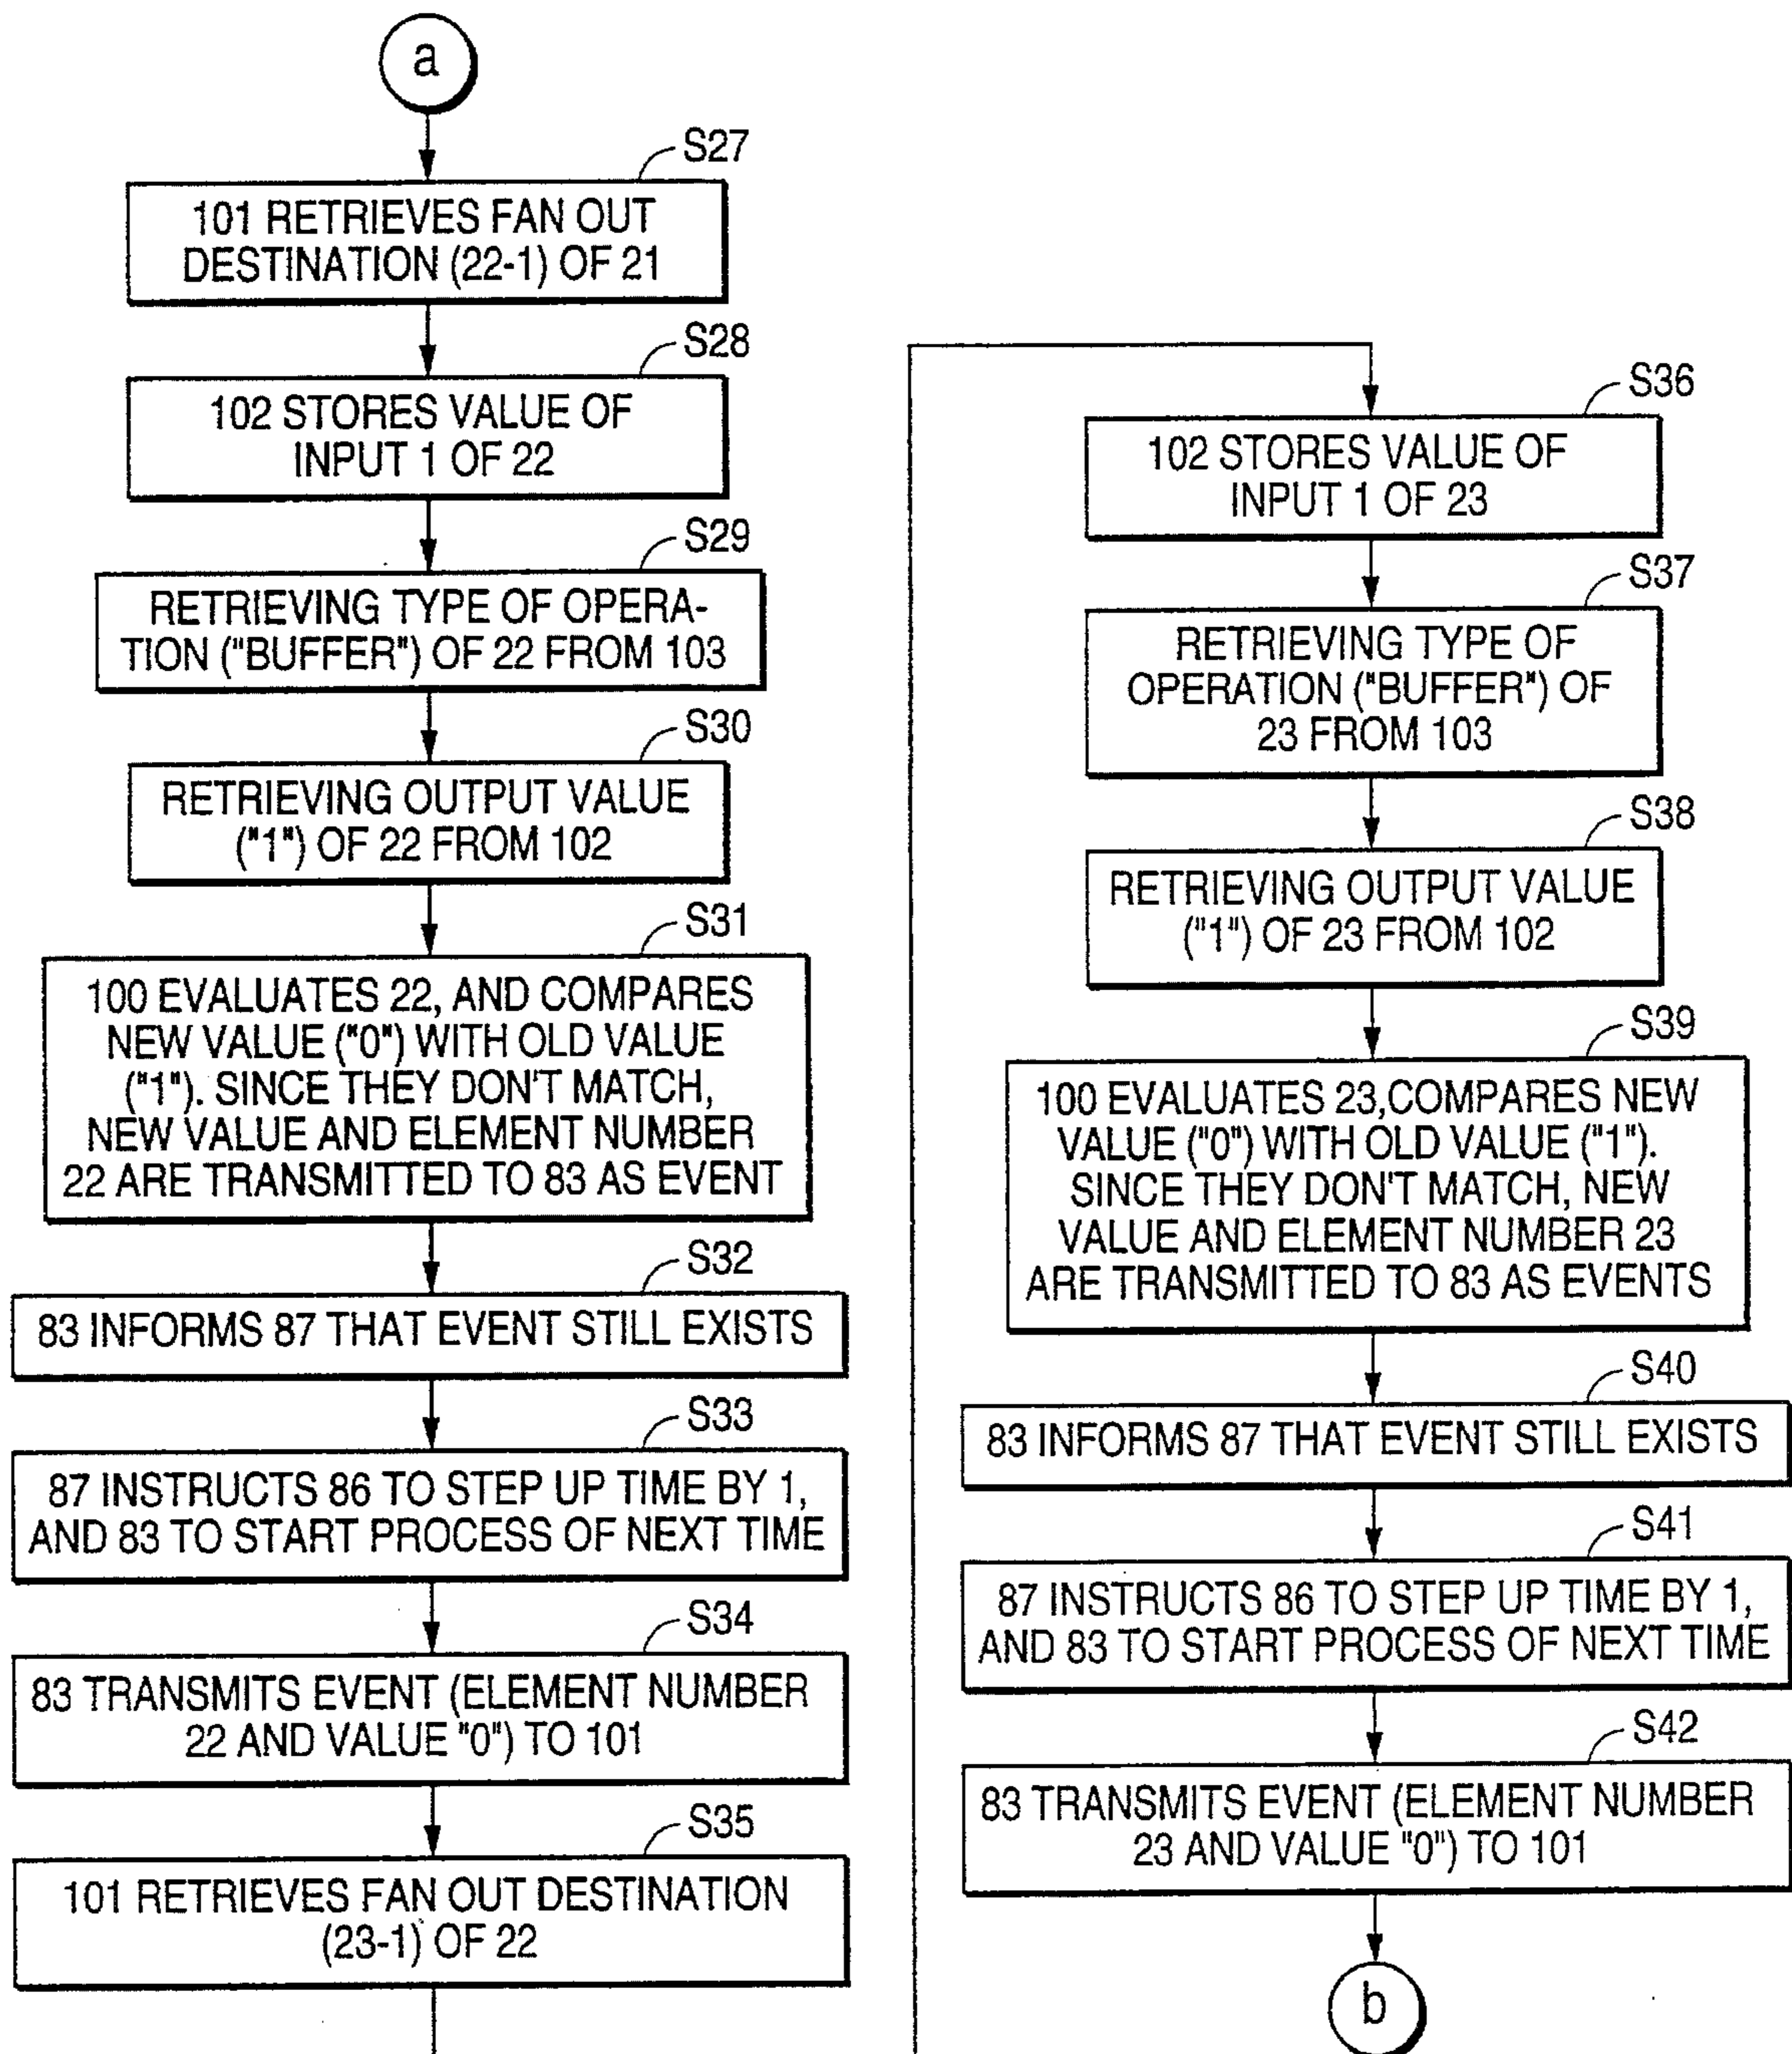 a
S27
101 RETRIEVES FAN OUT
DESTINATION (22-1) OF 21
S28
102 STORES VALUE OF
INPUT 1 OF 22
S29
RETRIEVING TYPE OF OPERA-
TION ("BUFFER") OF 22 FROM 103
S30
RETRIEVING OUTPUT VALUE
("1") OF 22 FROM 102
S31
100 EVALUATES 22, AND COMPARES
NEW VALUE ("0") WITH OLD VALUE
("1"). SINCE THEY DON'T MATCH,
NEW VALUE AND ELEMENT NUMBER
22 ARE TRANSMITTED TO 83 AS EVENT
S32
83 INFORMS 87 THAT EVENT STILL EXISTS
S33
87 INSTRUCTS 86 TO STEP UP TIME BY 1,
AND 83 TO START PROCESS OF NEXT TIME
S34
83 TRANSMITS EVENT (ELEMENT NUMBER
22 AND VALUE "0") TO 101
S35
101 RETRIEVES FAN OUT DESTINATION
(23-1) OF 22
S36
102 STORES VALUE OF
INPUT 1 OF 23
S37
RETRIEVING TYPE OF
OPERATION ("BUFFER") OF
23 FROM 103
S38
RETRIEVING OUTPUT VALUE
("1") OF 23 FROM 102
S39
100 EVALUATES 23,COMPARES NEW
VALUE ("0") WITH OLD VALUE ("1").
SINCE THEY DON'T MATCH, NEW
VALUE AND ELEMENT NUMBER 23
ARE TRANSMITTED TO 83 AS EVENTS
S40
83 INFORMS 87 THAT EVENT STILL EXISTS
S41
87 INSTRUCTS 86 TO STEP UP TIME BY 1,
AND 83 TO START PROCESS OF NEXT TIME
S42
83 TRANSMITS EVENT (ELEMENT NUMBER
23 AND VALUE "0") TO 101
b